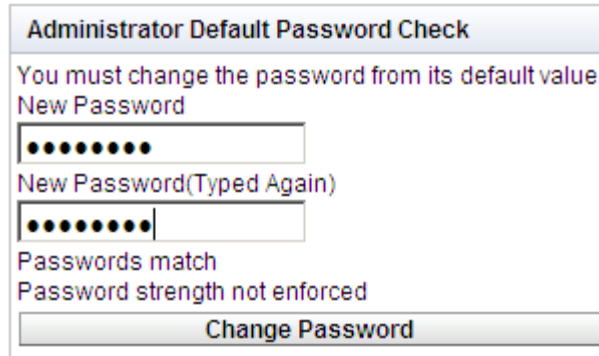 Administrator Default Password Check
You must change the password from its default value
New Password
●●●●●●●●
New Password(Typed Again)
●●●●●●●●
Passwords match
Password strength not enforced
Change Password